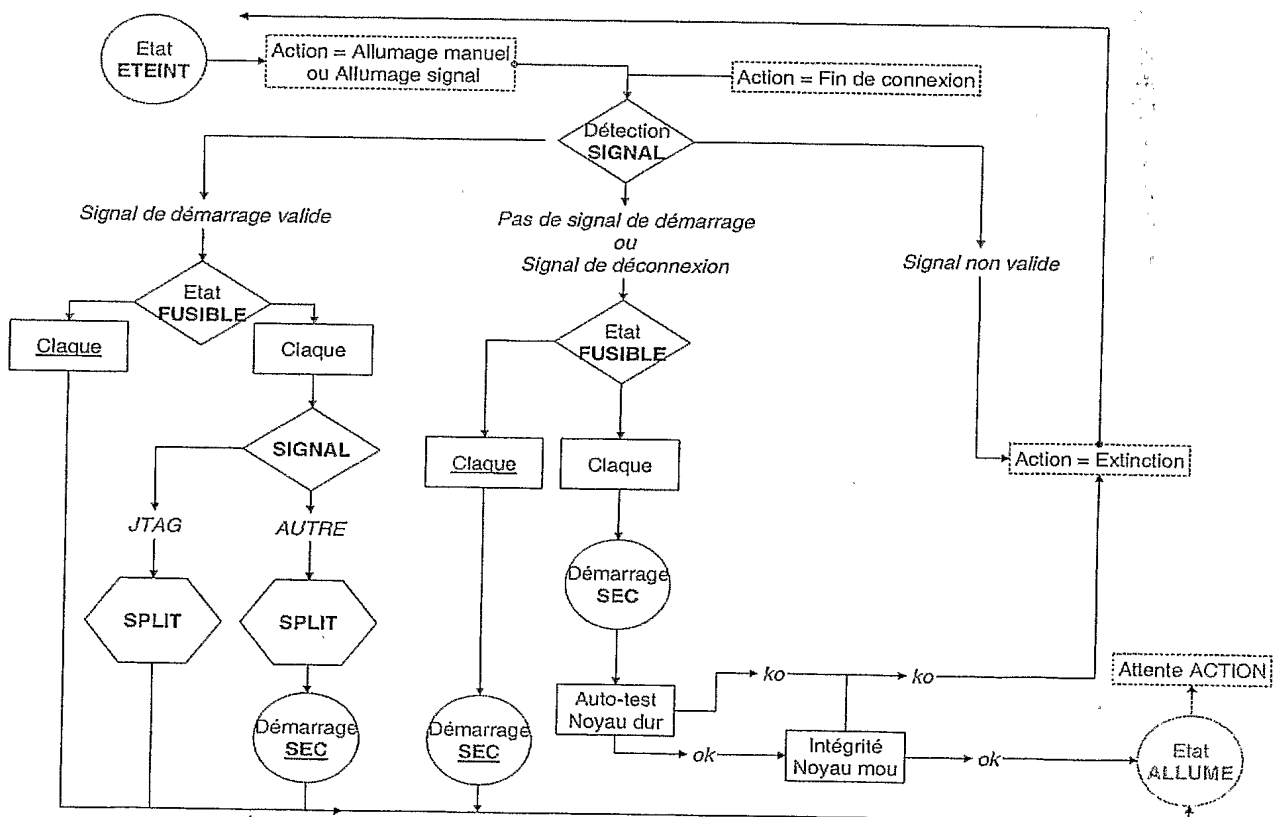 Etat
ETEINT
Action = Allumage manuel
ou Allumage signal
Action = Fin de connexion
Détection
SIGNAL
Signal de démarrage valide
Pas de signal de démarrage
ou
Signal de déconnexion
Signal non valide
Etat
FUSIBLE
Claque
Claque
Etat
FUSIBLE
SIGNAL
Claque
Claque
Action = Extinction
JTAG
AUTRE
SPLIT
SPLIT
Démarrage
SEC
Démarrage
SEC
Démarrage
SEC
Auto-test
Noyau dur
ko
ko
ok
Intégrité
Noyau mou
ok
Attente ACTION
Etat
ALLUME